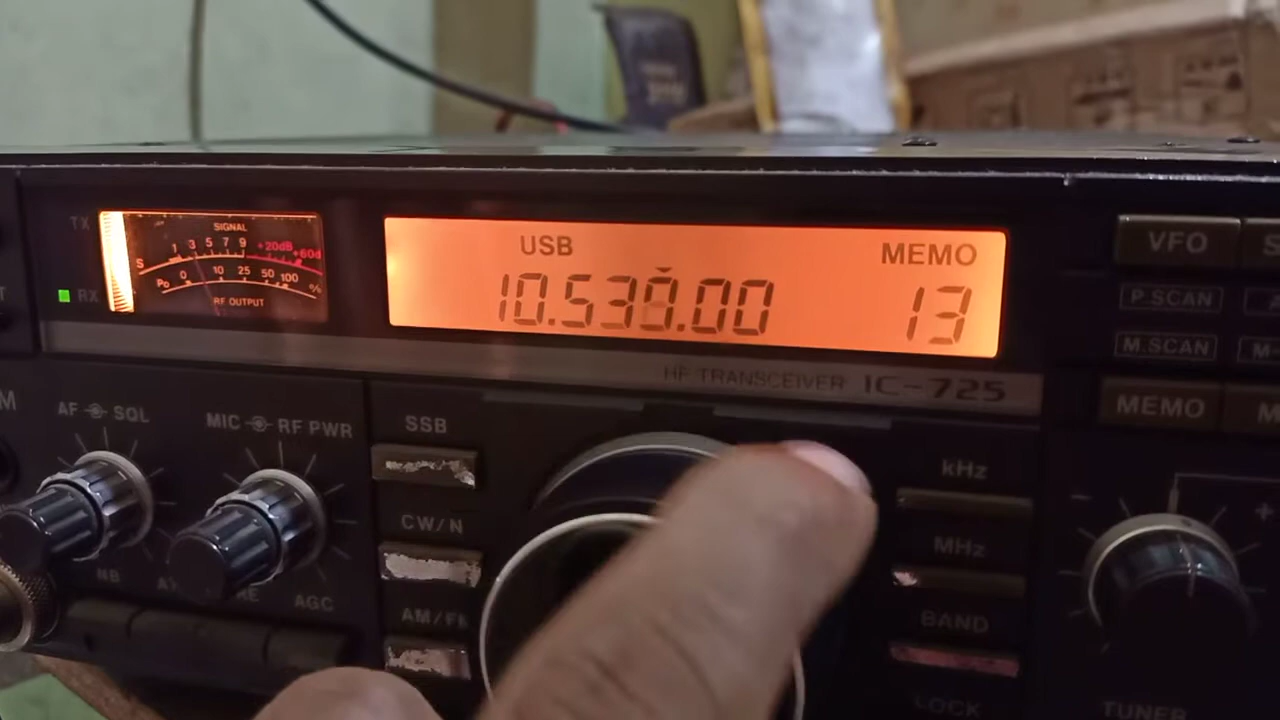 TX
SIGNAL
S 1 3 5 7 9 +20dB +60d
Po 0 10 25 50 100 %
RF OUTPUT
RX
USB
MEMO
10.530.00
13
HF TRANSCEIVER IC-725
VFO
P.SCAN
M.SCAN
MEMO
AF SQL
MIC RF PWR
SSB
CW/N
AM/F
NB
AGC
kHz
MHz
BAND
LOCK
TUNER